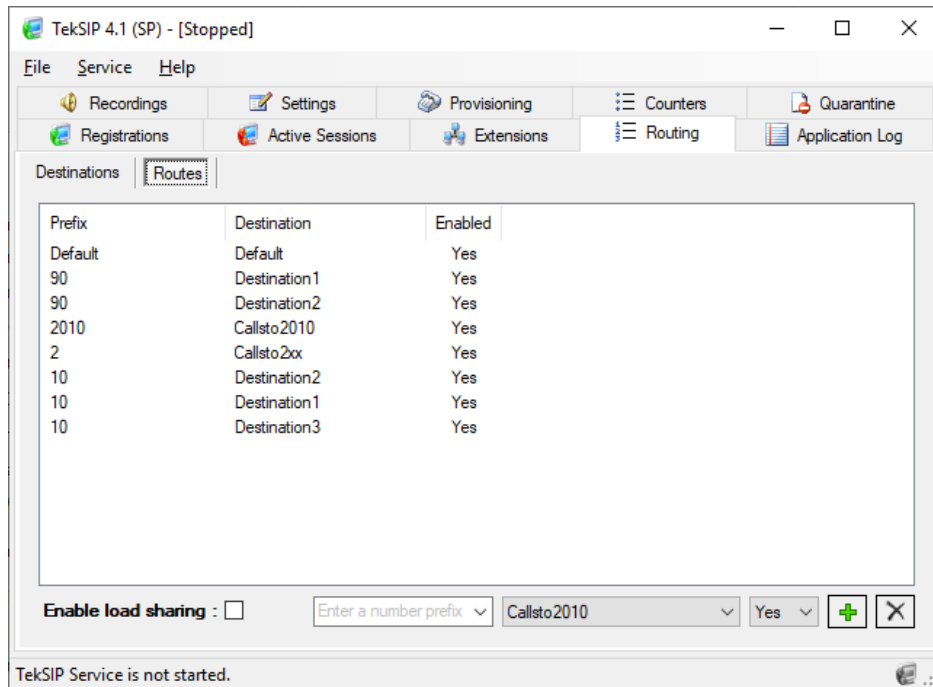 TekSIP 4.1 (SP) - [Stopped]
File Service Help
Recordings Settings Provisioning Counters Quarantine
Registrations Active Sessions Extensions Routing Application Log
Destinations Routes
Prefix Destination Enabled
Default Default Yes
90 Destination1 Yes
90 Destination2 Yes
2010 Callsto2010 Yes
2 Callsto2xx Yes
10 Destination2 Yes
10 Destination1 Yes
10 Destination3 Yes
Enable load sharing : Enter a number prefix Callsto2010 Yes
TekSIP Service is not started.